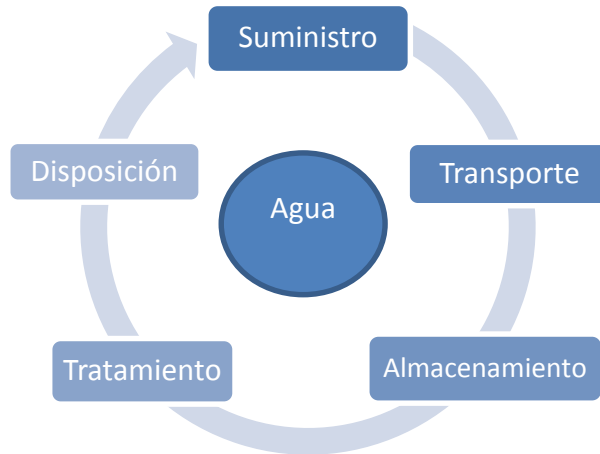 Suministro
Transporte
Almacenamiento
Tratamiento
Disposición
Agua